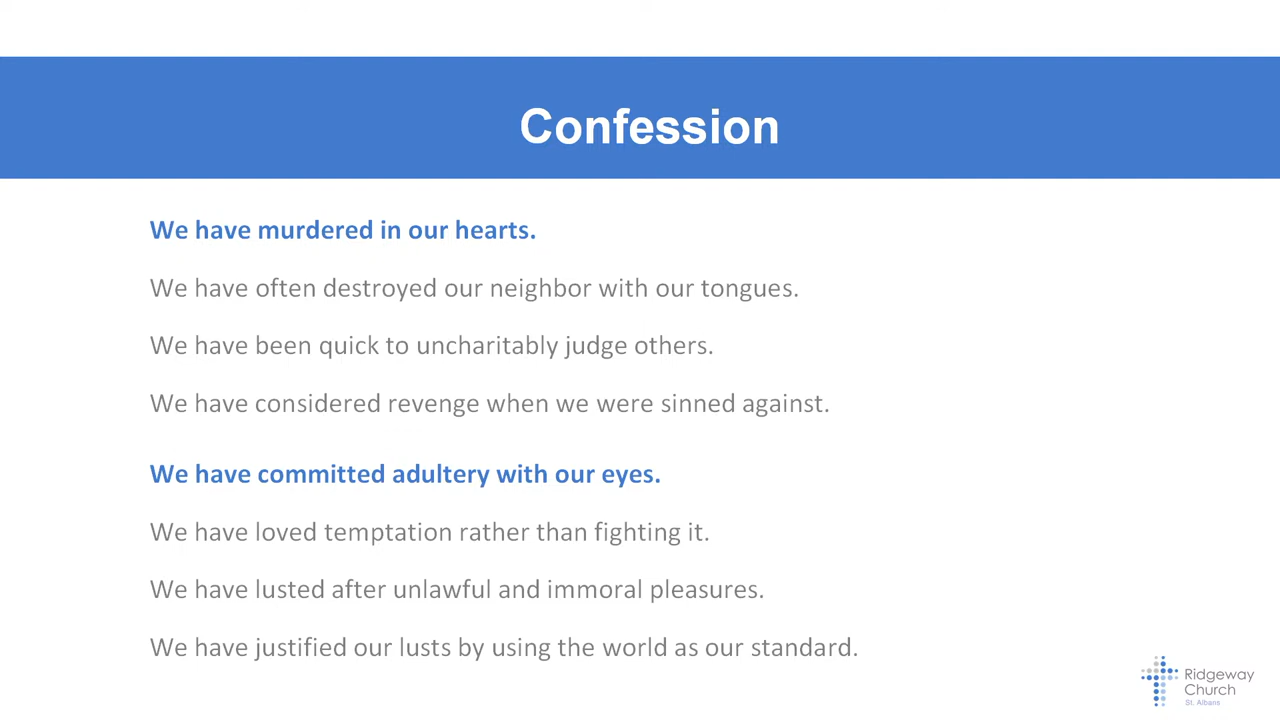 Confession
We have murdered in our hearts.
We have often destroyed our neighbor with our tongues.
We have been quick to uncharitably judge others.
We have considered revenge when we were sinned against.
We have committed adultery with our eyes.
We have loved temptation rather than fighting it.
We have lusted after unlawful and immoral pleasures.
We have justified our lusts by using the world as our standard.
Ridgeway
Church
St. Albans